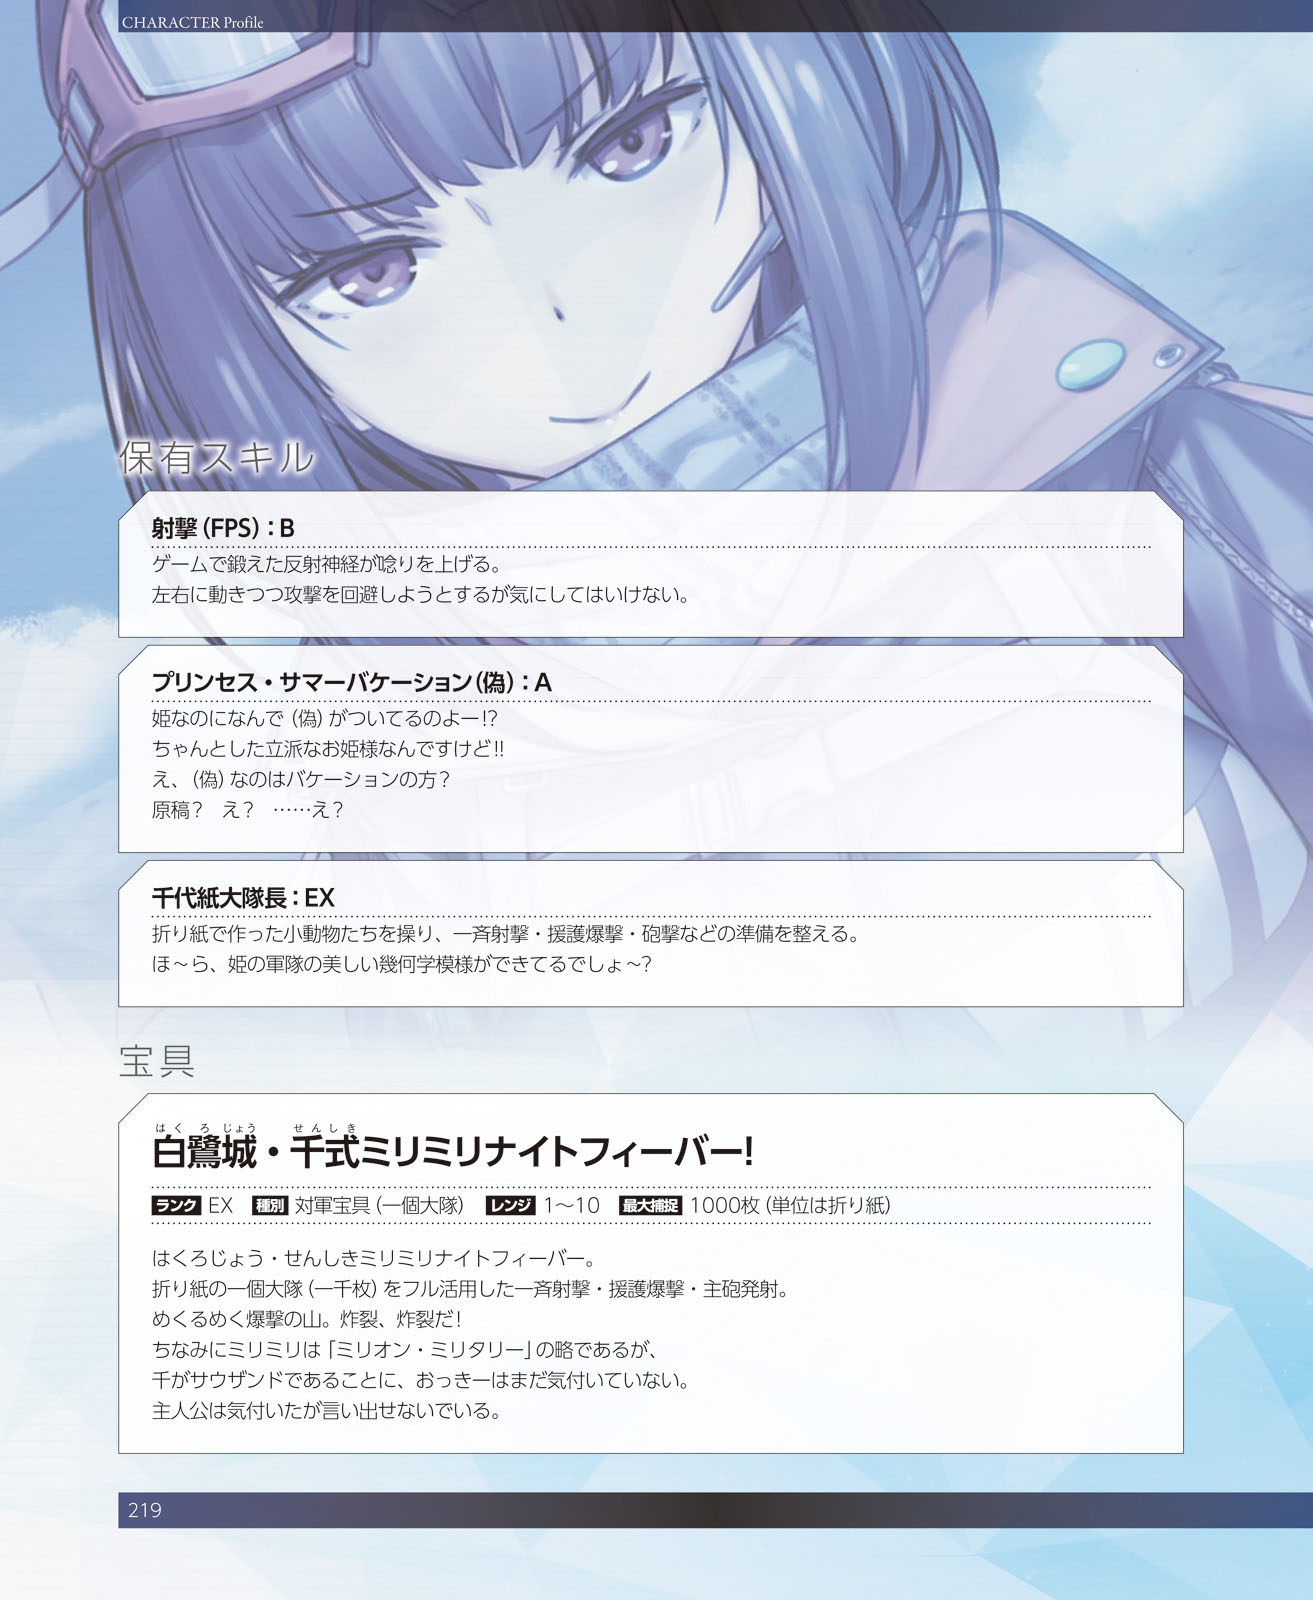 CHARACTER Profile
保有スキル
射撃(FPS):B
ゲームで鍛えた反射神経が唸りを上げる。
左右に動きつつ攻撃を回避しようとするが気にしてはいけない。
プリンセス・サマーバケーション(偽):A
姫なのになんで(偽)がついてるのよー!?
ちゃんとした立派なお姫様なんですけど!!
え、(偽)なのはバケーションの方?
原稿? え? ……え?
千代紙大隊長:EX
折り紙で作った小動物たちを操り、一斉射撃・援護爆撃・砲撃などの準備を整える。
ほ~ら、姫の軍隊の美しい幾何学模様ができてるでしょ~?
宝具
はくろじょう せんしき
白鷺城・千式ミリミリナイトフィーバー!
ランク EX 種別 対軍宝具(一個大隊) レンジ 1~10 最大捕捉 1000枚(単位は折り紙)
はくろじょう・せんしきミリミリナイトフィーバー。
折り紙の一個大隊(一千枚)をフル活用した一斉射撃・援護爆撃・主砲発射。
めくるめく爆撃の山。炸裂、炸裂だ!
ちなみにミリミリは「ミリオン・ミリタリー」の略であるが、
千がサウザンドであることに、おっきーはまだ気付いていない。
主人公は気付いたが言い出せないでいる。
219